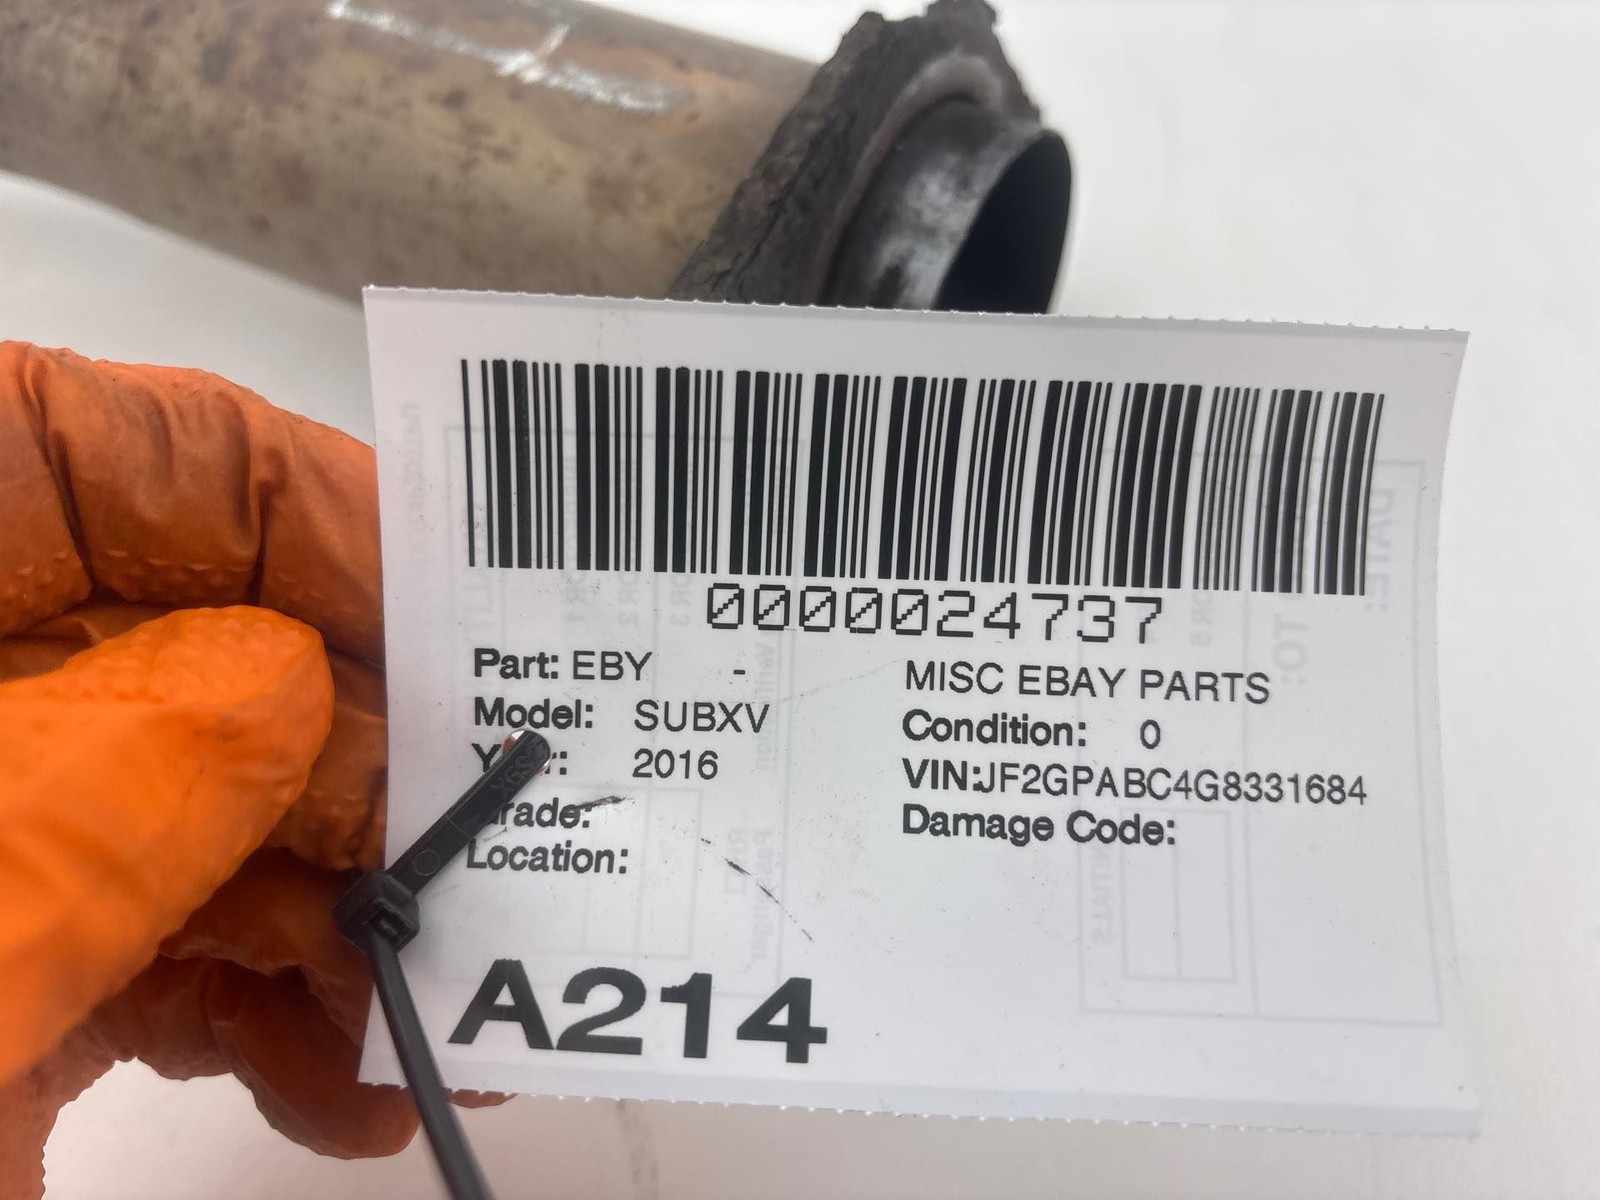 0000024737
Part: EBY - MISC EBAY PARTS
Model: SUBXV Condition: 0
2016 VIN:JF2GPABC4G8331684
Damage Code:
Location:
A214